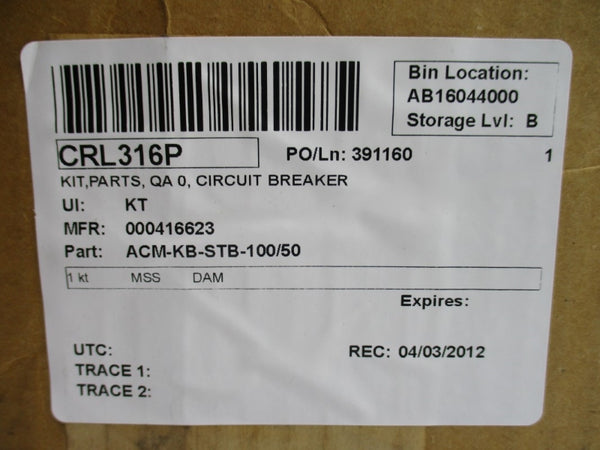 Bin Location:
AB16044000
Storage Lvl: B
CRL316P PO/Ln: 391160 1
KIT,PARTS, QA 0, CIRCUIT BREAKER
UI: KT
MFR: 000416623
Part: ACM-KB-STB-100/50
1 kt MSS DAM
Expires:
UTC: REC: 04/03/2012
TRACE 1:
TRACE 2: